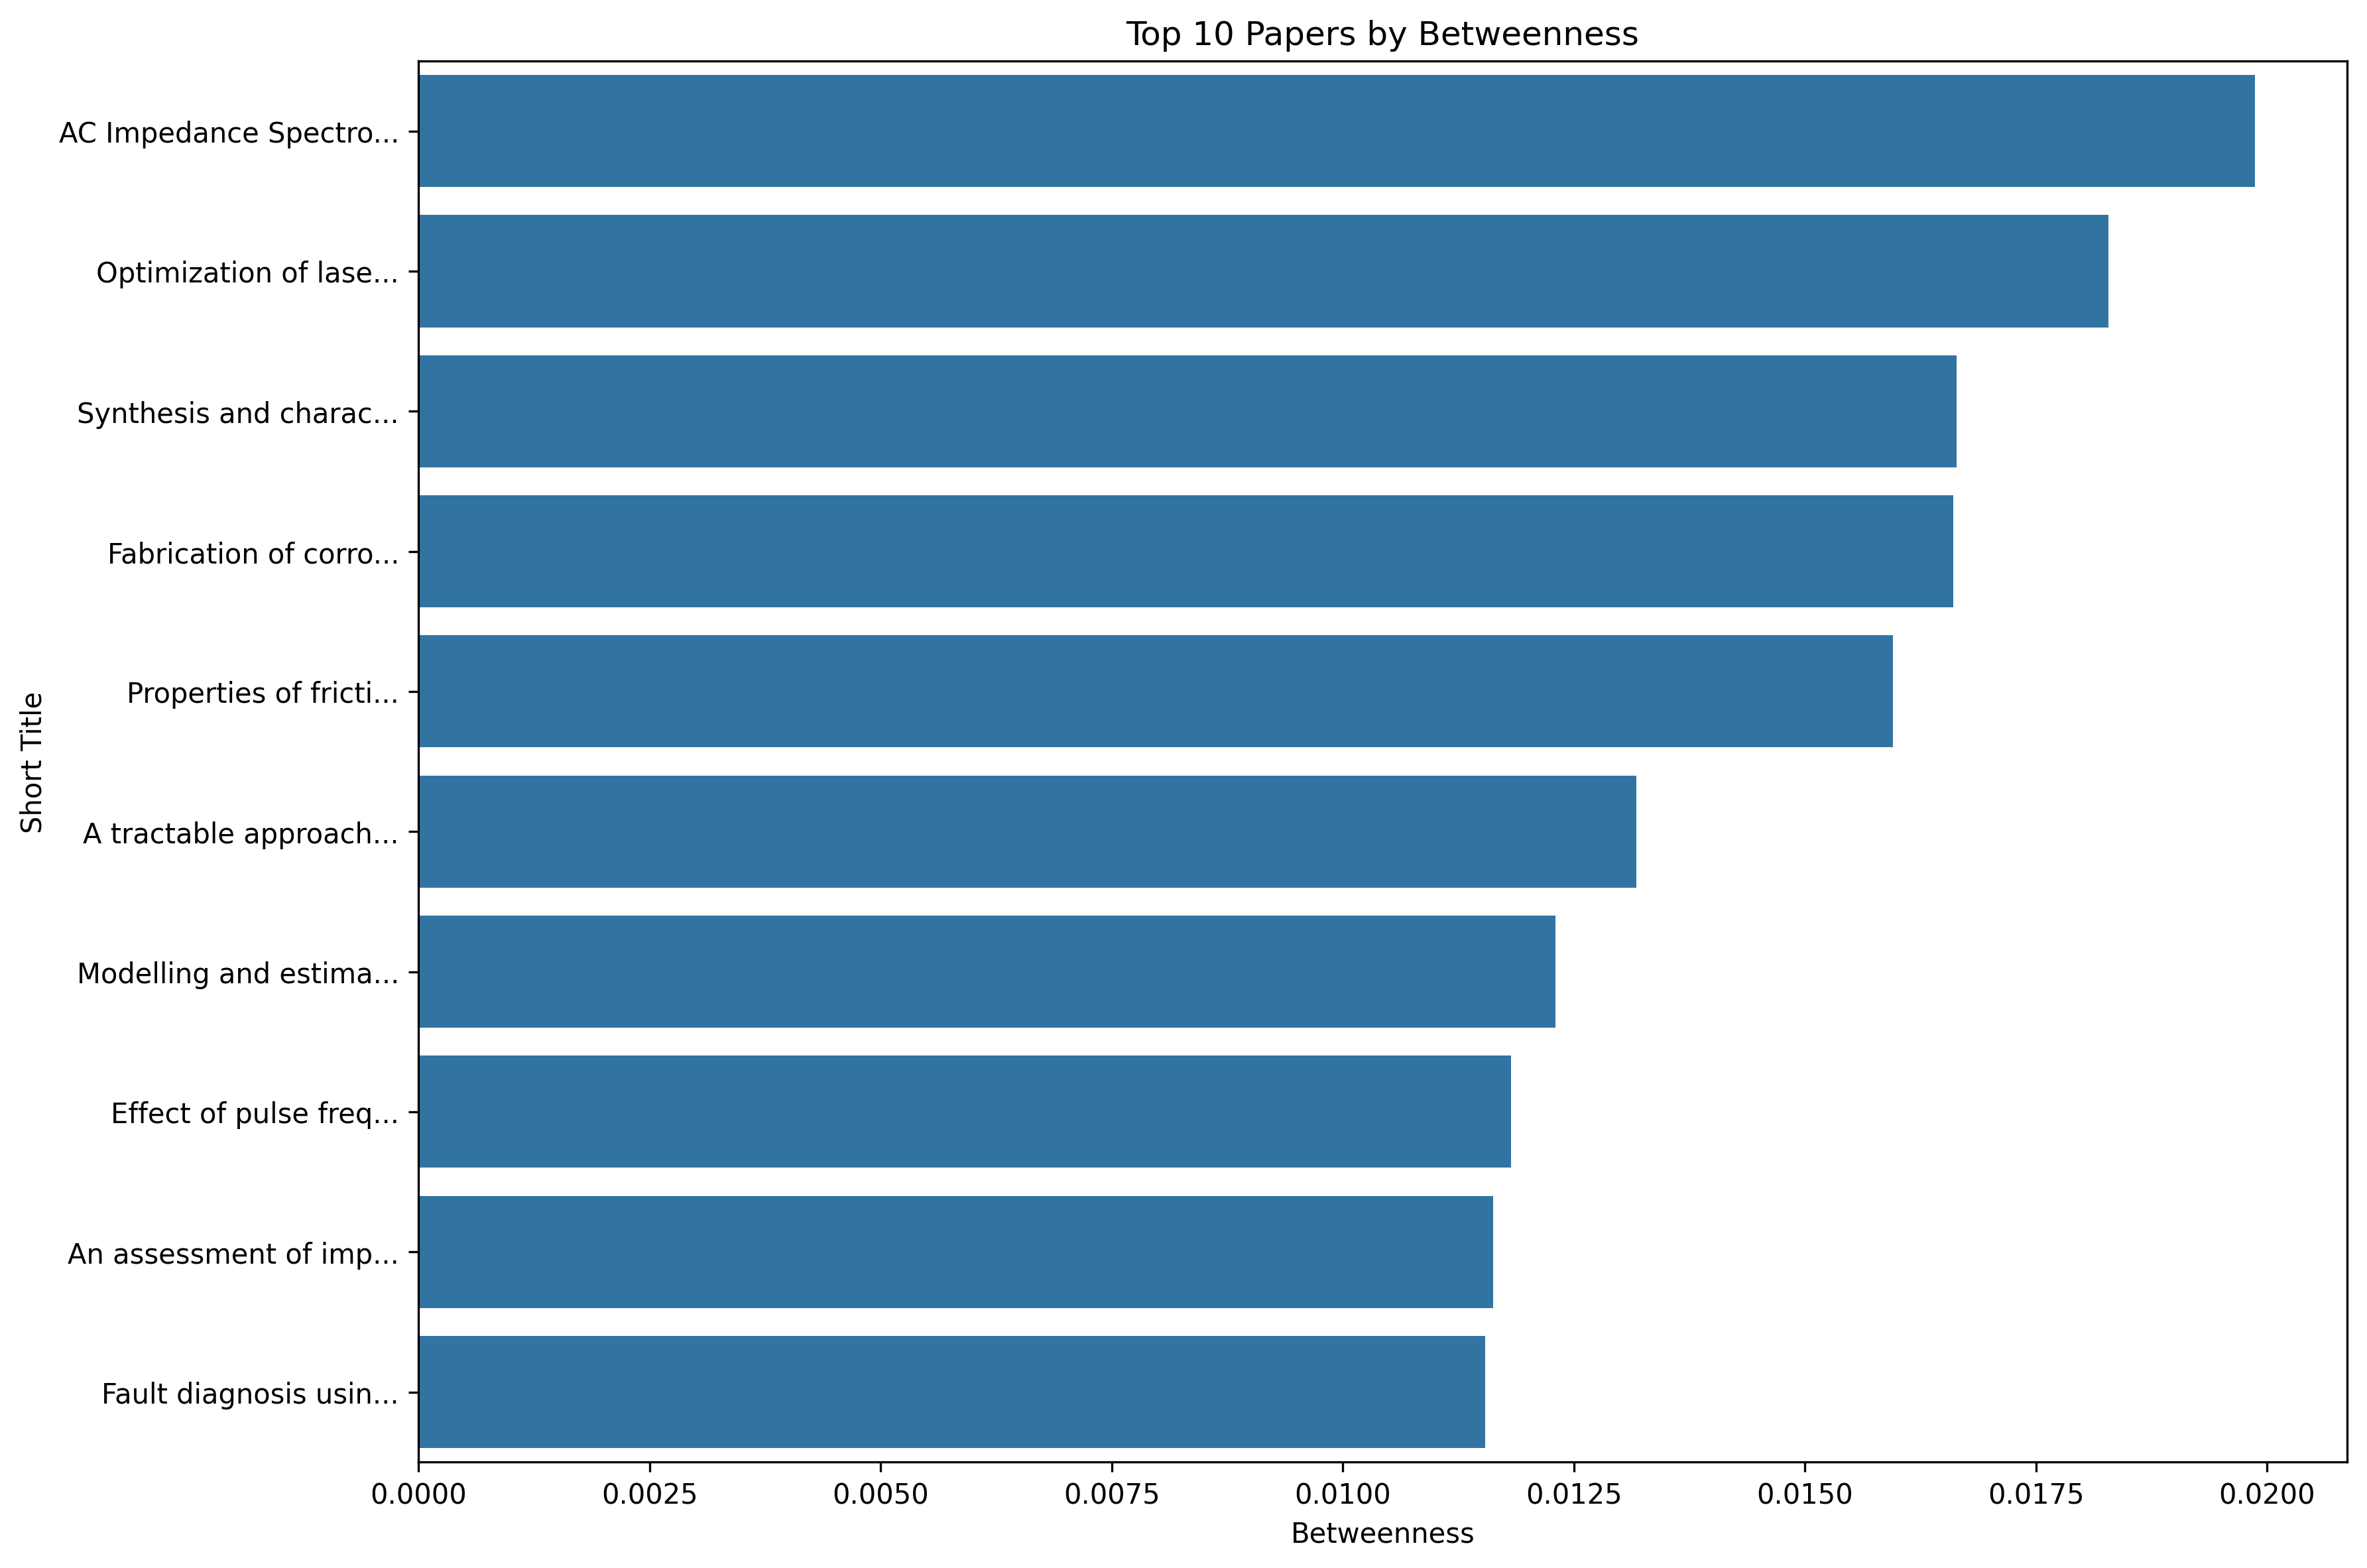 Top 10 Papers by Betweenness
AC Impedance Spectro...
Optimization of lase...
Synthesis and charac...
Fabrication of corro...
Properties of fricti...
A tractable approach...
Modelling and estima...
Effect of pulse freq...
An assessment of imp...
Fault diagnosis usin...
Short Title
0.0000 0.0025 0.0050 0.0075 0.0100 0.0125 0.0150 0.0175 0.0200
Betweenness